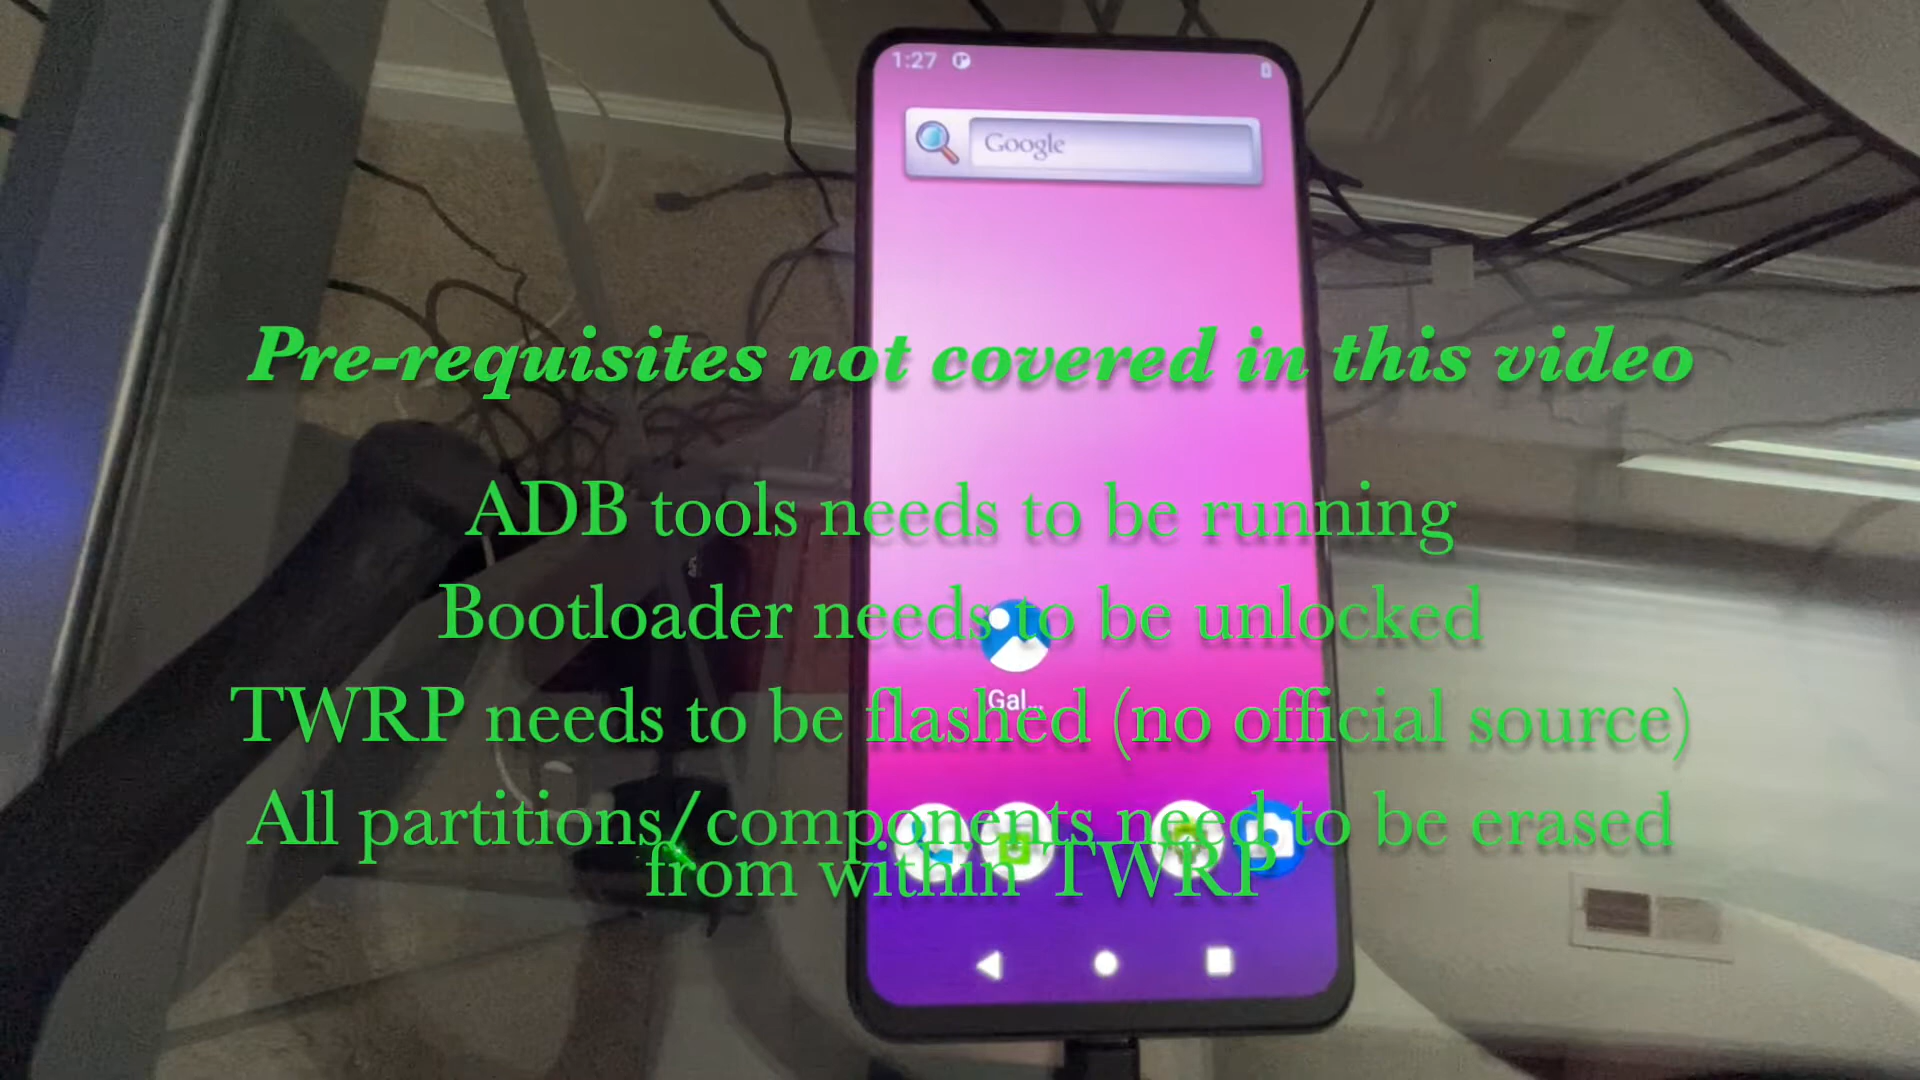 1:27
Google
Pre-requisites not covered in this video
ADB tools needs to be running
Bootloader needs to be unlocked
TWRP needs to be flashed (no official source)
Gal...
All partitions/components need to be erased
from within TWRP